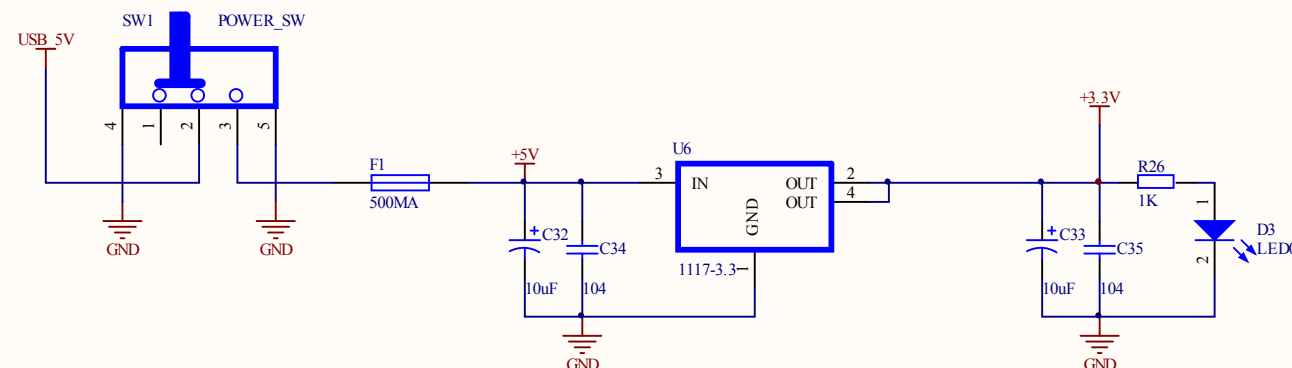 SW1 POWER_SW
USB_5V
4 1 2 3 5
GND GND
F1
500MA
+5V
C32
10uF
C34
104
U6
3 IN OUT 2
OUT 4
GND
1117-3.3 1
GND
+3.3V
R26
1K
C33
10uF
C35
104
1
D3
LED0
2
GND